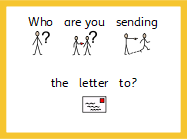 Who are you sending
the letter to?